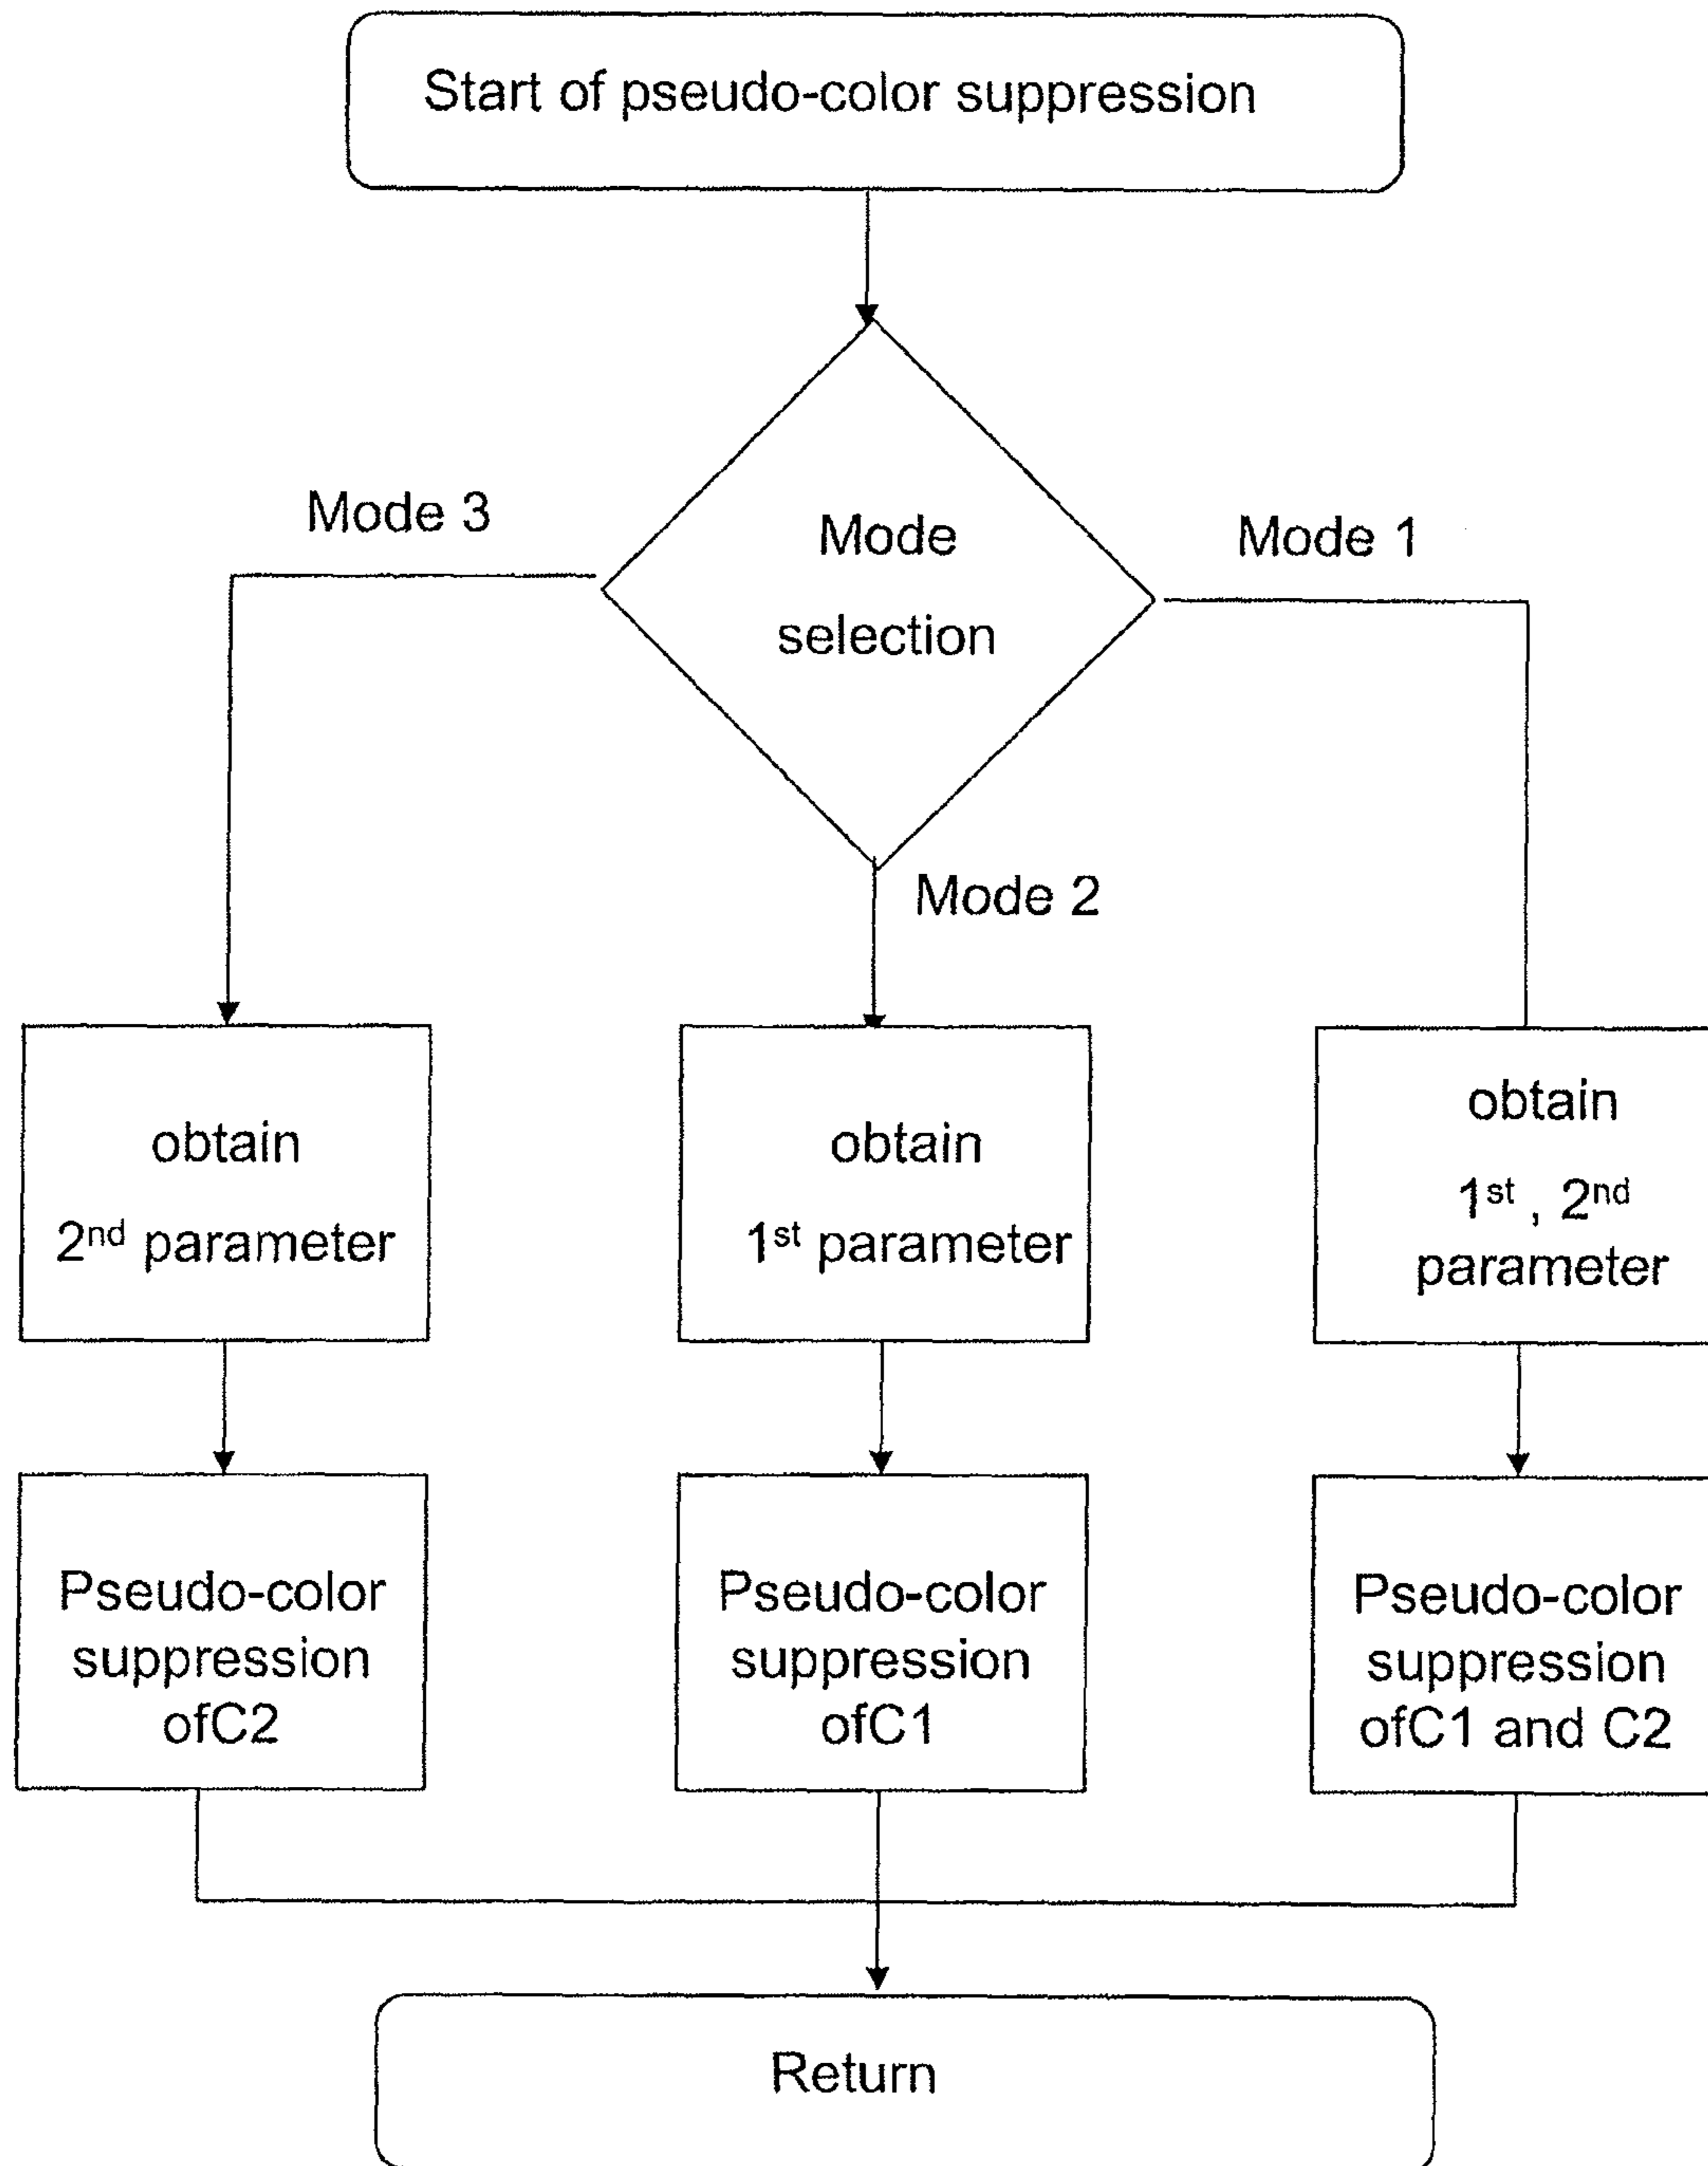 Start of pseudo-color suppression
Mode 3
Mode
selection
Mode 1
Mode 2
obtain
2nd parameter
obtain
1st parameter
obtain
1st , 2nd
parameter
Pseudo-color
suppression
ofC2
Pseudo-color
suppression
ofC1
Pseudo-color
suppression
ofC1 and C2
Return